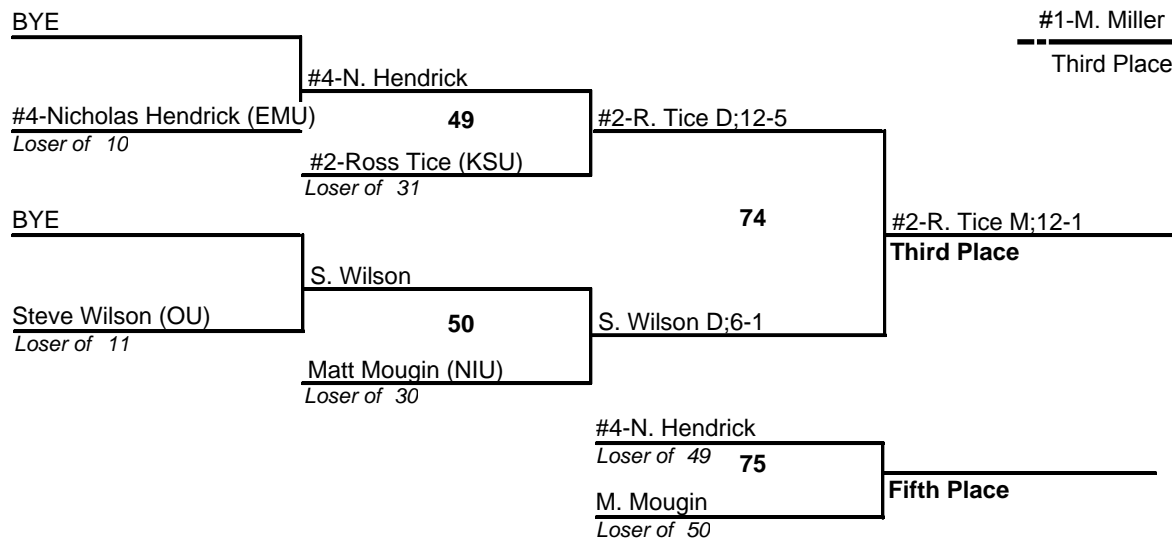 BYE
#1-M. Miller
Third Place
#4-N. Hendrick
#4-Nicholas Hendrick (EMU)
Loser of 10
49
#2-R. Tice D;12-5
#2-Ross Tice (KSU)
Loser of 31
BYE
74
#2-R. Tice M;12-1
Third Place
S. Wilson
Steve Wilson (OU)
Loser of 11
50
S. Wilson D;6-1
Matt Mougin (NIU)
Loser of 30
#4-N. Hendrick
Loser of 49
75
Fifth Place
M. Mougin
Loser of 50